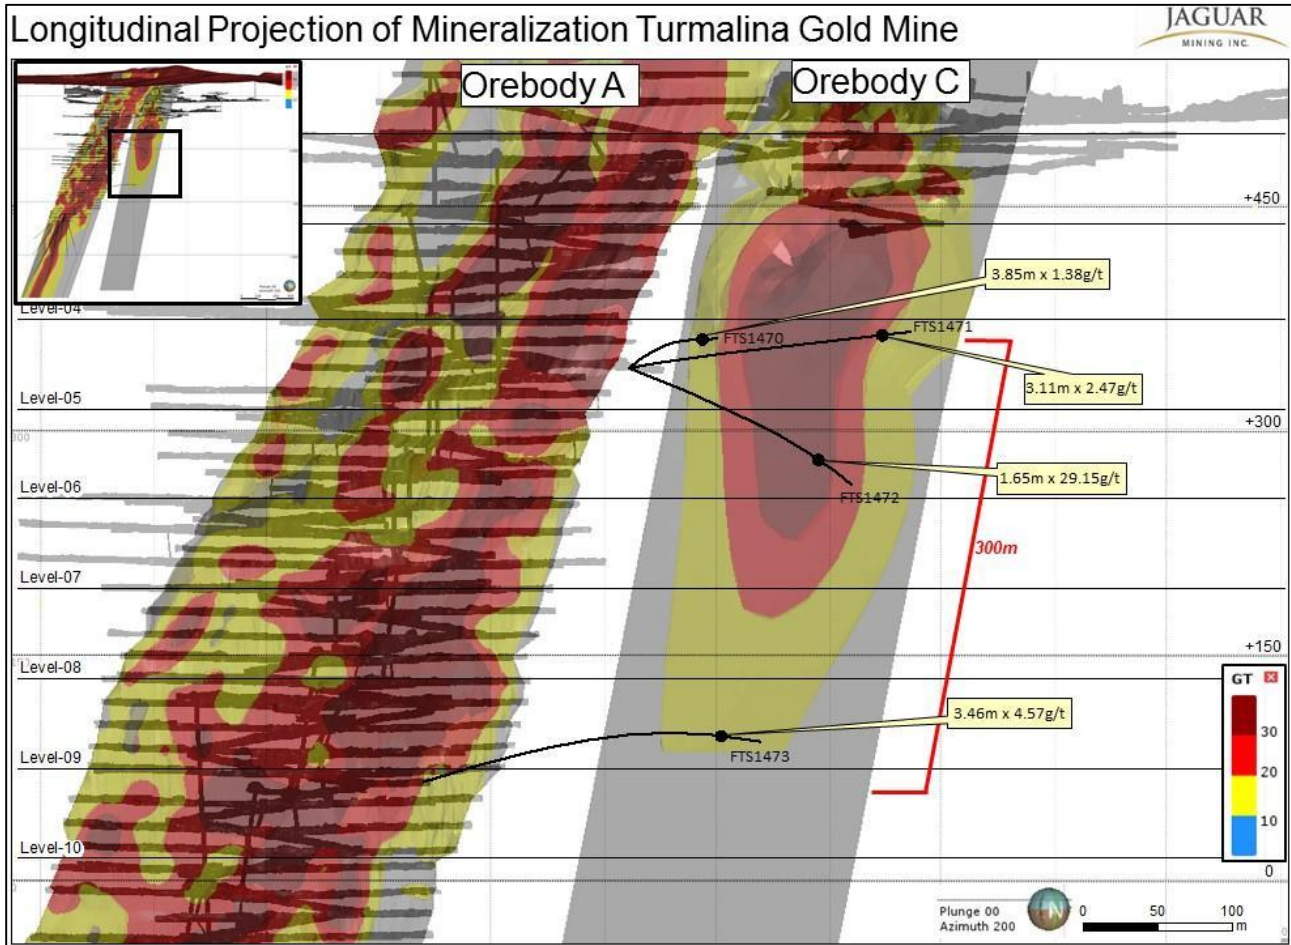 Longitudinal Projection of Mineralization Turmalina Gold Mine
JAGUAR
MINING INC.
Orebody A
Orebody C
+450
3.85m x 1.38g/t
Level-04
FTS1470
FTS1471
3.11m x 2.47g/t
Level-05
+300
1.65m x 29.15g/t
Level-06
FTS1472
300m
Level-07
+150
Level-08
GT
3.46m x 4.57g/t
30
FTS1473
Level-09
20
10
Level-10
0
Plunge 00
Azimuth 200
N
0 50 100
m